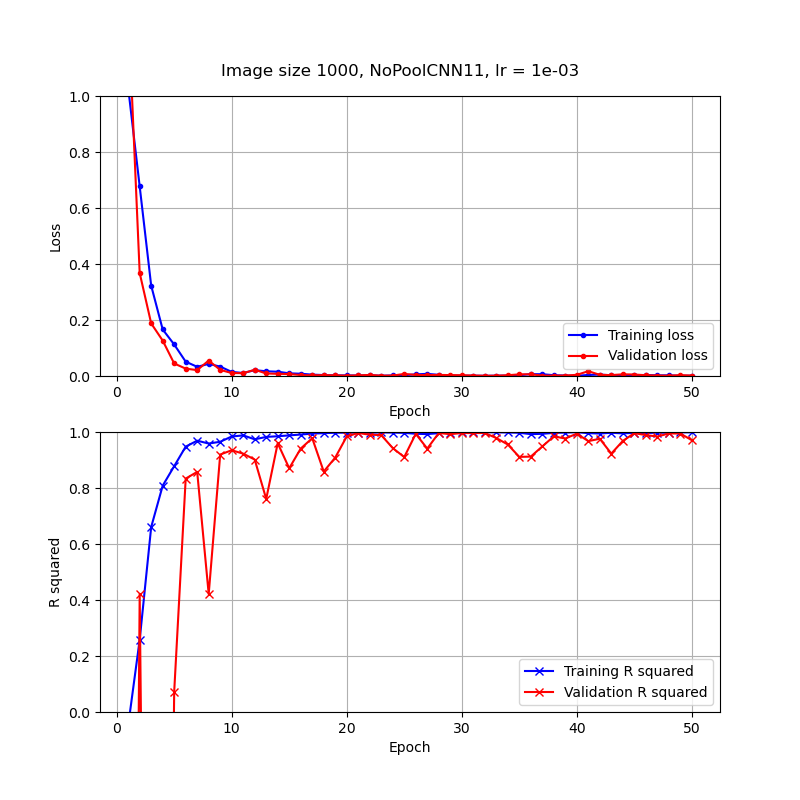 Image size 1000, NoPoolCNN11, lr = 1e-03
1.0
0.8
0.6
0.4
0.2
0.0
Loss
Training loss
Validation loss
0 10 20 30 40 50
Epoch
1.0
0.8
0.6
0.4
0.2
0.0
R squared
Training R squared
Validation R squared
0 10 20 30 40 50
Epoch